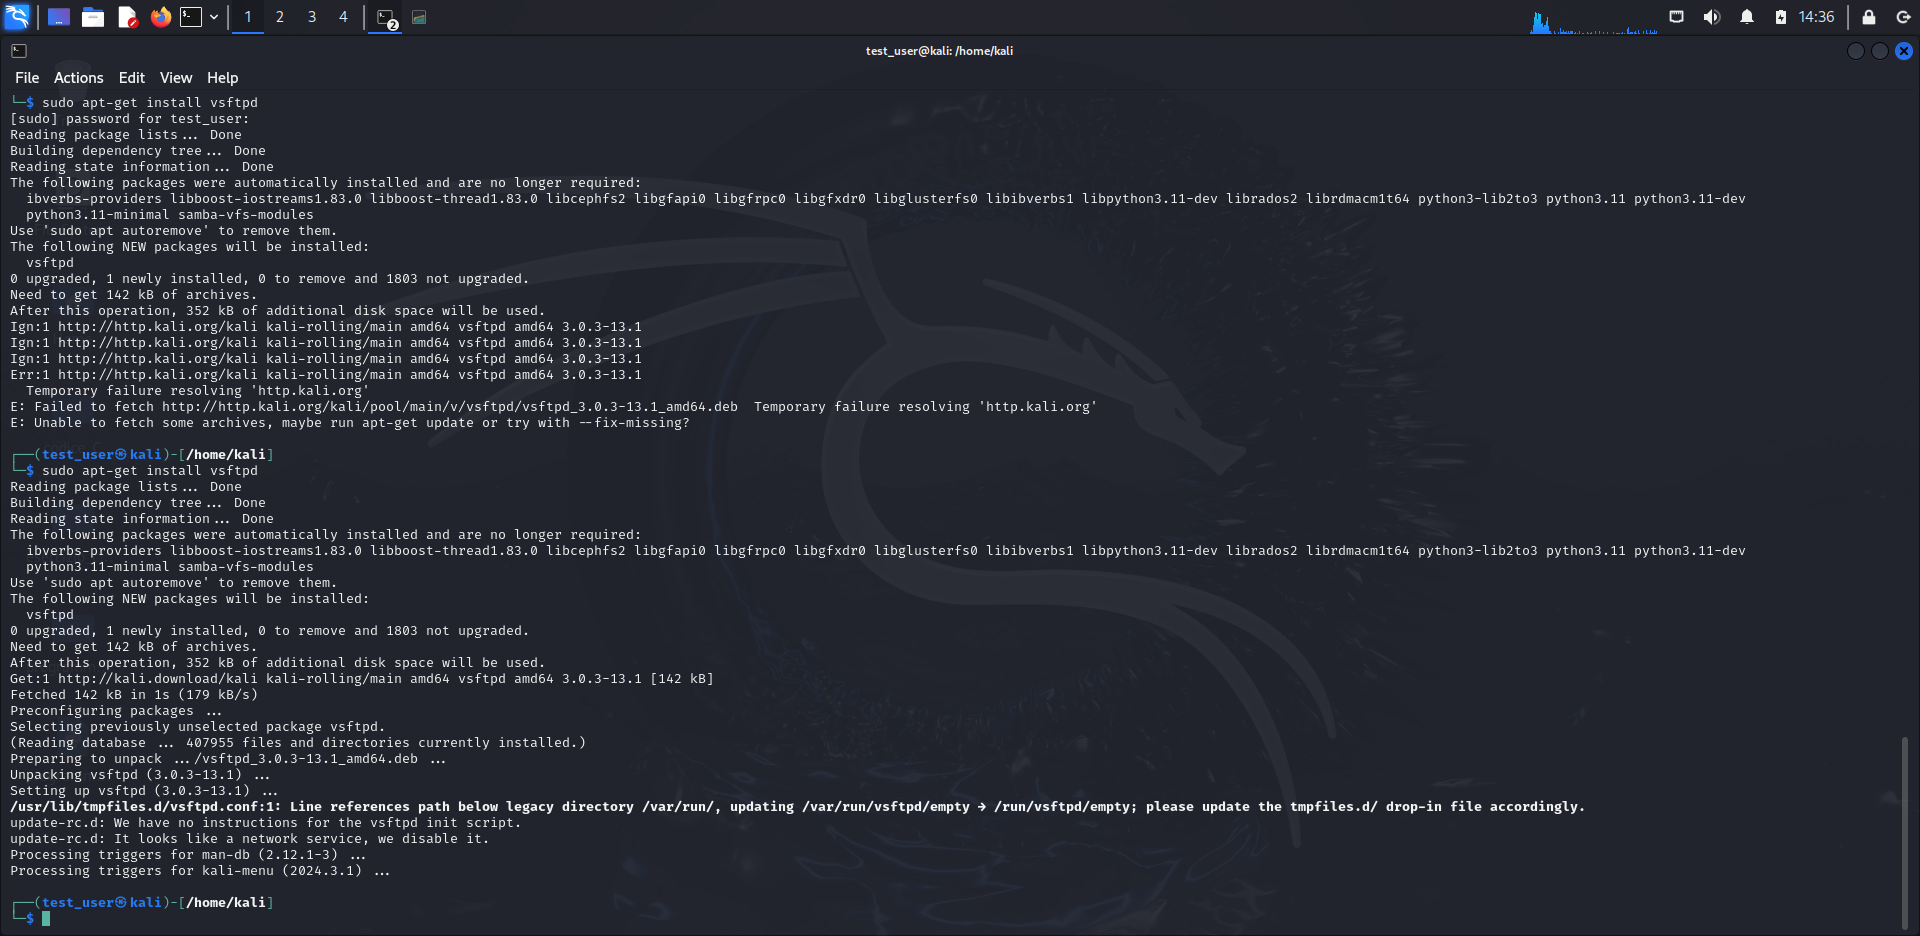 1 2 3 4 2 14:36
test_user@kali: /home/kali
File Actions Edit View Help
└─$ sudo apt-get install vsftpd
[sudo] password for test_user:
Reading package lists... Done
Building dependency tree... Done
Reading state information... Done
The following packages were automatically installed and are no longer required:
  ibverbs-providers libboost-iostreams1.83.0 libboost-thread1.83.0 libcephfs2 libgfapi0 libgfrpc0 libgfxdr0 libglusterfs0 libibverbs1 libpython3.11-dev librados2 librdmacm1t64 python3-lib2to3 python3.11 python3.11-dev
  python3.11-minimal samba-vfs-modules
Use 'sudo apt autoremove' to remove them.
The following NEW packages will be installed:
  vsftpd
0 upgraded, 1 newly installed, 0 to remove and 1803 not upgraded.
Need to get 142 kB of archives.
After this operation, 352 kB of additional disk space will be used.
Ign:1 http://http.kali.org/kali kali-rolling/main amd64 vsftpd amd64 3.0.3-13.1
Ign:1 http://http.kali.org/kali kali-rolling/main amd64 vsftpd amd64 3.0.3-13.1
Ign:1 http://http.kali.org/kali kali-rolling/main amd64 vsftpd amd64 3.0.3-13.1
Err:1 http://http.kali.org/kali kali-rolling/main amd64 vsftpd amd64 3.0.3-13.1
  Temporary failure resolving 'http.kali.org'
E: Failed to fetch http://http.kali.org/kali/pool/main/v/vsftpd/vsftpd_3.0.3-13.1_amd64.deb  Temporary failure resolving 'http.kali.org'
E: Unable to fetch some archives, maybe run apt-get update or try with --fix-missing?
┌──(test_user㉿kali)-[/home/kali]
└─$ sudo apt-get install vsftpd
Reading package lists... Done
Building dependency tree... Done
Reading state information... Done
The following packages were automatically installed and are no longer required:
  ibverbs-providers libboost-iostreams1.83.0 libboost-thread1.83.0 libcephfs2 libgfapi0 libgfrpc0 libgfxdr0 libglusterfs0 libibverbs1 libpython3.11-dev librados2 librdmacm1t64 python3-lib2to3 python3.11 python3.11-dev
  python3.11-minimal samba-vfs-modules
Use 'sudo apt autoremove' to remove them.
The following NEW packages will be installed:
  vsftpd
0 upgraded, 1 newly installed, 0 to remove and 1803 not upgraded.
Need to get 142 kB of archives.
After this operation, 352 kB of additional disk space will be used.
Get:1 http://kali.download/kali kali-rolling/main amd64 vsftpd amd64 3.0.3-13.1 [142 kB]
Fetched 142 kB in 1s (179 kB/s)
Preconfiguring packages ...
Selecting previously unselected package vsftpd.
(Reading database ... 407955 files and directories currently installed.)
Preparing to unpack .../vsftpd_3.0.3-13.1_amd64.deb ...
Unpacking vsftpd (3.0.3-13.1) ...
Setting up vsftpd (3.0.3-13.1) ...
/usr/lib/tmpfiles.d/vsftpd.conf:1: Line references path below legacy directory /var/run/, updating /var/run/vsftpd/empty → /run/vsftpd/empty; please update the tmpfiles.d/ drop-in file accordingly.
update-rc.d: We have no instructions for the vsftpd init script.
update-rc.d: It looks like a network service, we disable it.
Processing triggers for man-db (2.12.1-3) ...
Processing triggers for kali-menu (2024.3.1) ...
┌──(test_user㉿kali)-[/home/kali]
└─$